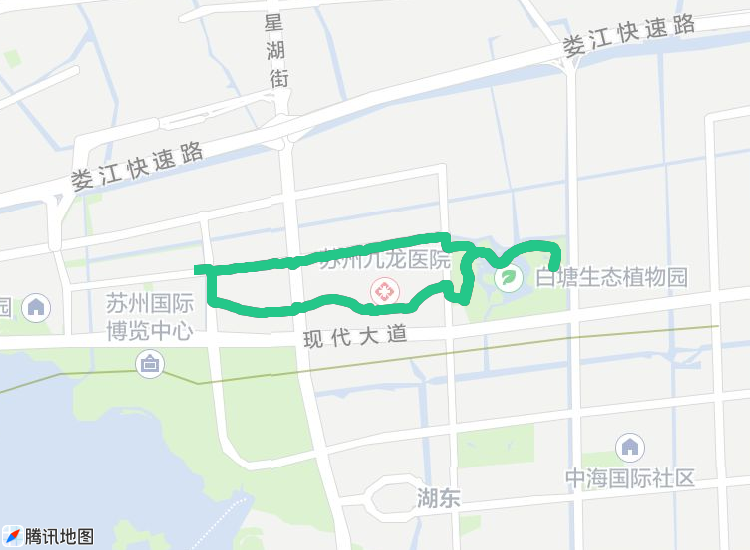 星湖街
娄江快速路
娄江快速路
苏州九龙医院
白塘生态植物园
园
苏州国际
博览中心
现代大道
中海国际社区
湖东
腾讯地图